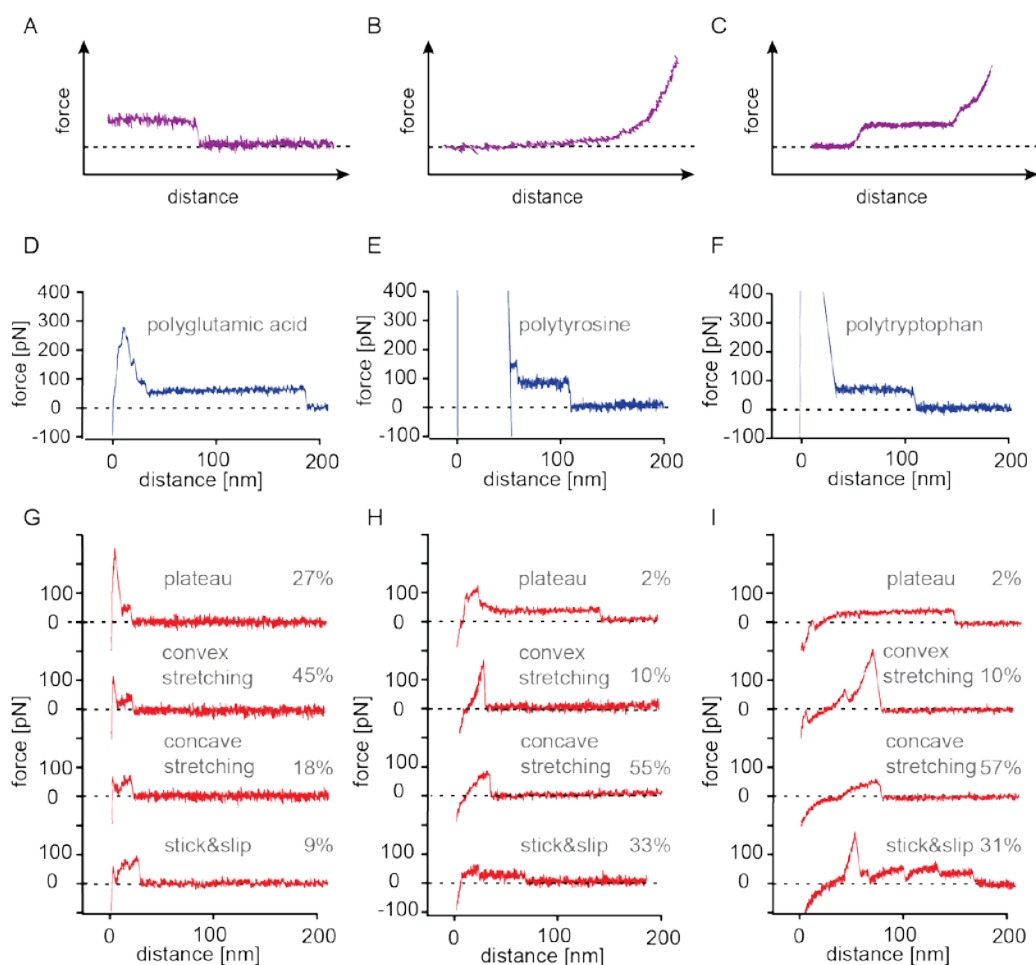 A
B
C
force
distance
force
distance
force
distance
D
E
F
400
300
200
100
0
-100
force [pN]
polyglutamic acid
0
100
200
distance [nm]
400
300
200
100
0
-100
force [pN]
polytyrosine
0
100
200
distance [nm]
400
300
200
100
0
-100
force [pN]
polytryptophan
0
100
200
distance [nm]
G
H
I
force [pN]
100
0
plateau 27%
100
0
convex
stretching 45%
100
0
concave
stretching 18%
100
0
stick&slip 9%
0
100
200
distance [nm]
force [pN]
100
0
plateau 2%
100
0
convex
stretching 10%
100
0
concave
stretching 55%
100
0
-100
stick&slip 33%
0
100
200
distance [nm]
force [pN]
100
0
plateau 2%
100
0
convex
stretching 10%
100
0
concave
stretching 57%
100
0
stick&slip 31%
0
100
200
distance [nm]